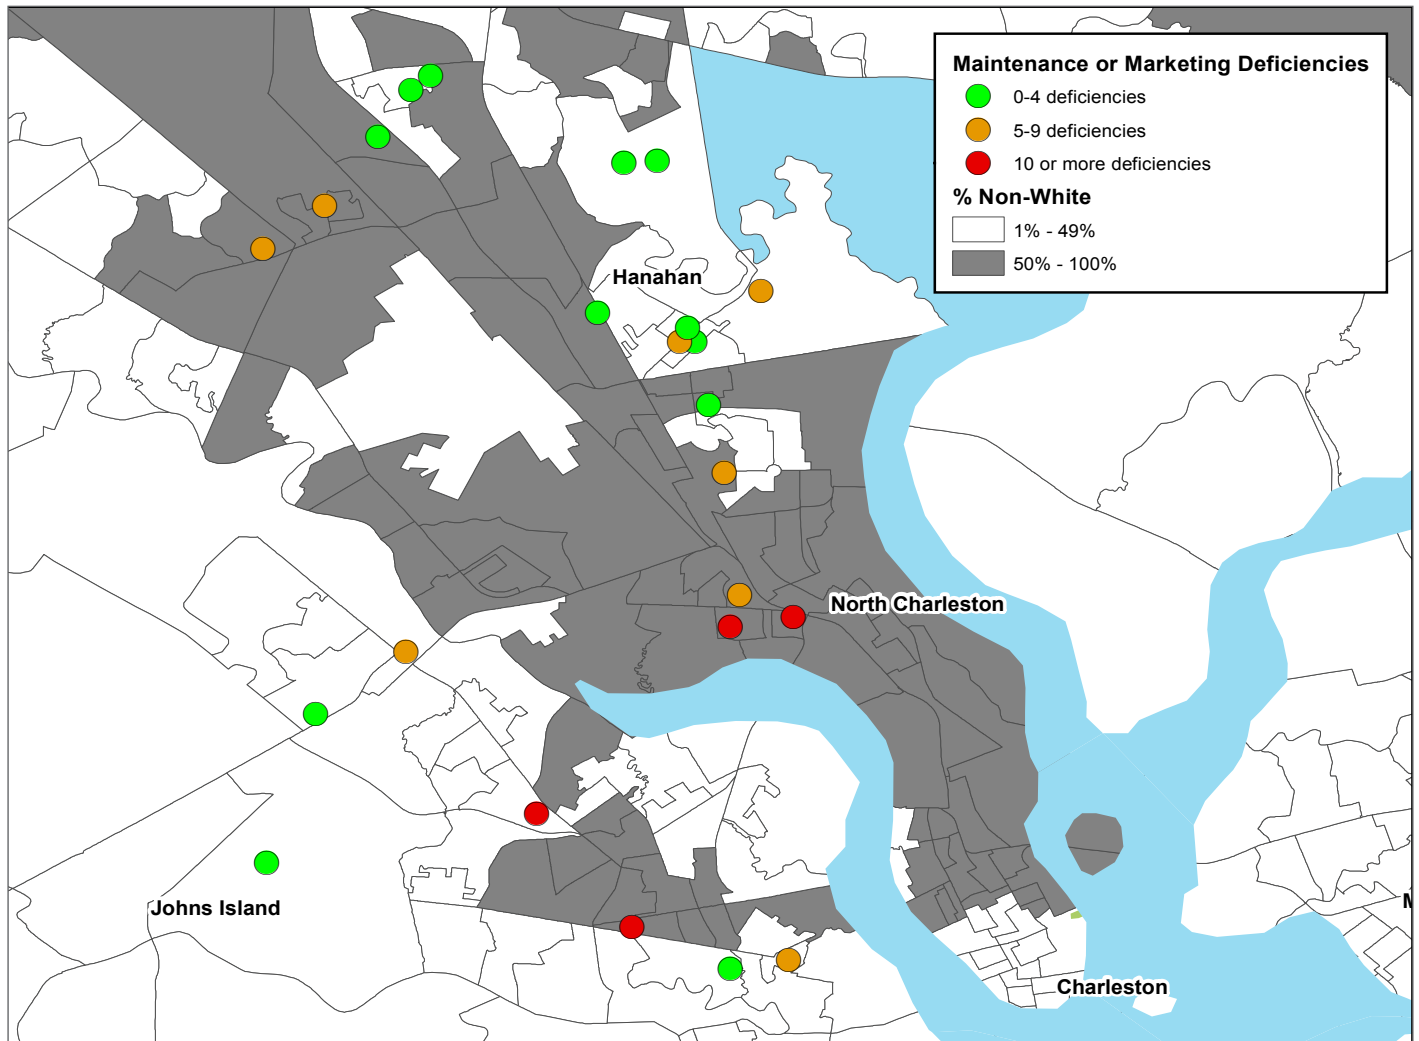 Maintenance or Marketing Deficiencies
0-4 deficiencies
5-9 deficiencies
10 or more deficiencies
% Non-White
1% - 49%
50% - 100%
Hanahan
North Charleston
Johns Island
M
Charleston